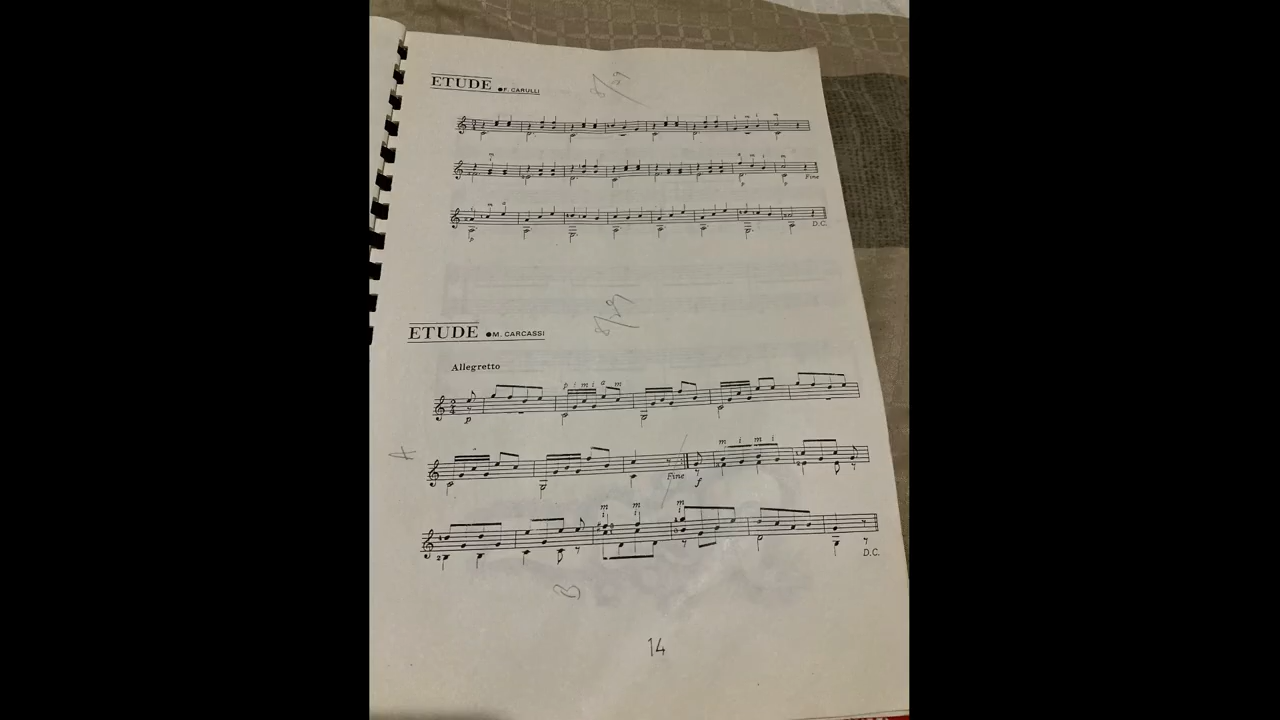 ETUDE ●F. CARULLI
i m i m
m
i a m i m
p p Fine
i m a
p D.C.
ETUDE ●M. CARCASSI
Allegretto
p i m i a m
p
A
m i m i
Fine f
m m m
i i i
D.C.
B
14